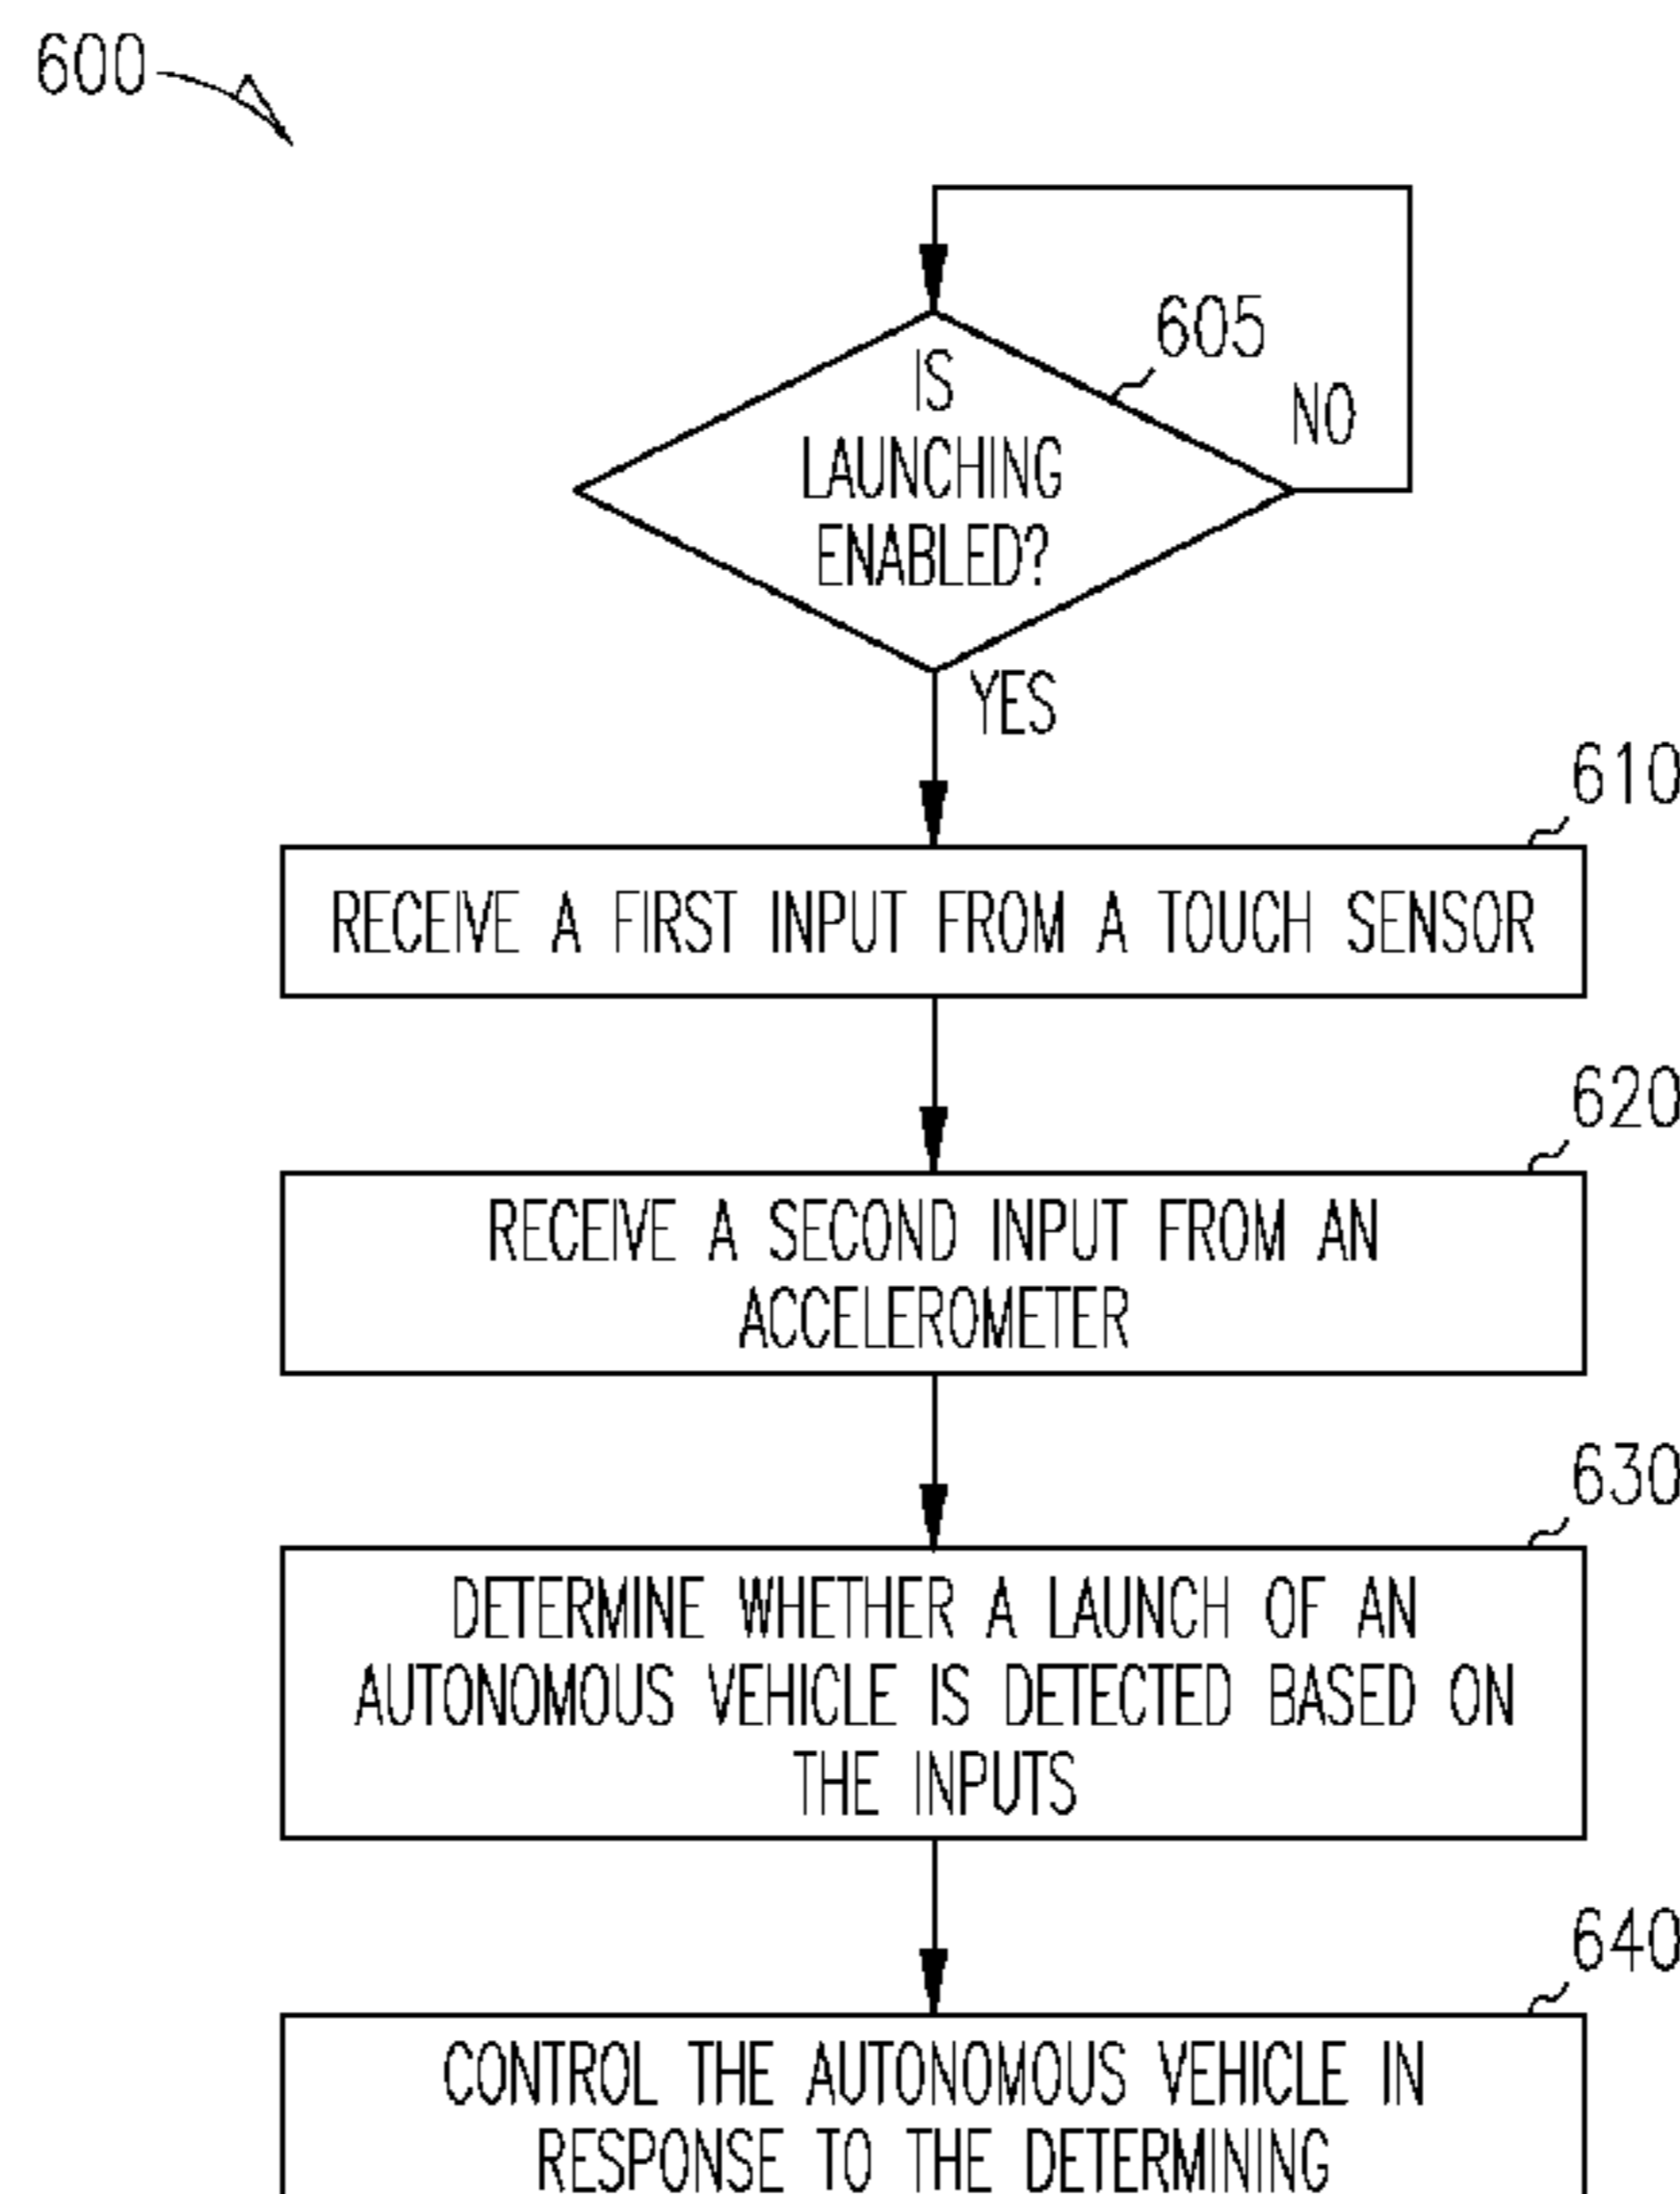 600
605
IS
LAUNCHING
ENABLED?
NO
YES
610
RECEIVE A FIRST INPUT FROM A TOUCH SENSOR
620
RECEIVE A SECOND INPUT FROM AN
ACCELEROMETER
630
DETERMINE WHETHER A LAUNCH OF AN
AUTONOMOUS VEHICLE IS DETECTED BASED ON
THE INPUTS
640
CONTROL THE AUTONOMOUS VEHICLE IN
RESPONSE TO THE DETERMINING